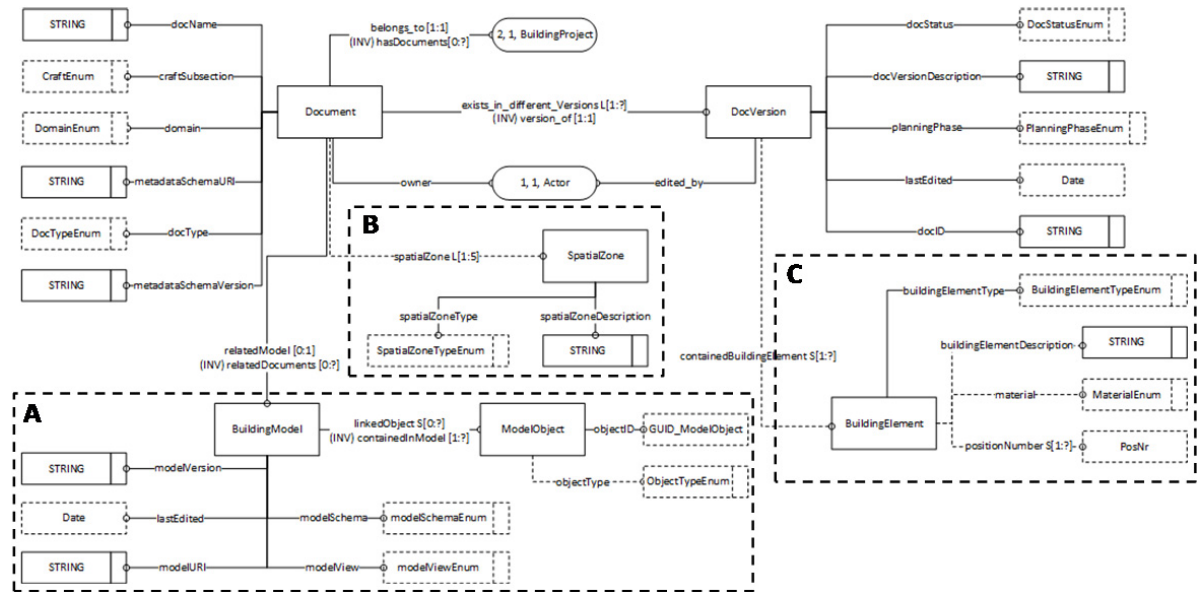 STRING
docName
belongs_to [1:1]
(INV) hasDocuments[0:?]
2, 1, BuildingProject
docStatus
DocStatusEnum
CraftEnum
craftSubsection
docVersionDescription
STRING
Document
exists_in_different_Versions L[1:?]
(INV) version_of [1:1]
DocVersion
DomainEnum
domain
planningPhase
PlanningPhaseEnum
STRING
metadataSchemaURI
owner
1, 1, Actor
edited_by
lastEdited
Date
DocTypeEnum
docType
B
docID
STRING
spatialZone L[1:5]
SpatialZone
STRING
metadataSchemaVersion
C
buildingElementType
BuildingElementTypeEnum
spatialZoneType
spatialZoneDescription
SpatialZoneTypeEnum
STRING
relatedModel [0:1]
(INV) relatedDocuments [0:?]
containedBuildingElement S[1:?]
buildingElementDescription
STRING
material
MaterialEnum
BuildingElement
positionNumber S[1:?]
PosNr
A
BuildingModel
linkedObject S[0:?]
(INV) containedInModel [1:?]
ModelObject
objectID
GUID_ModelObject
STRING
modelVersion
objectType
ObjectTypeEnum
Date
lastEdited
modelSchema
modelSchemaEnum
STRING
modelURI
modelView
modelViewEnum